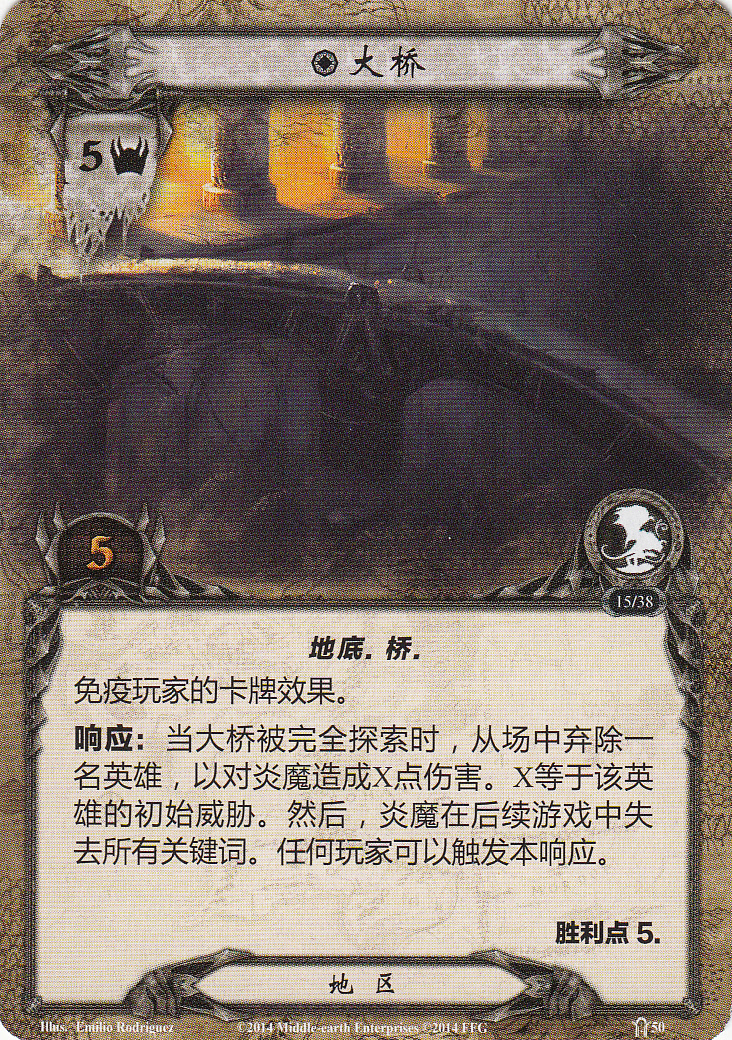 大桥
5
5
15/38
地底. 桥.
免疫玩家的卡牌效果。
响应: 当大桥被完全探索时，从场中弃除一
名英雄，以对炎魔造成X点伤害。X等于该英
雄的初始威胁。然后，炎魔在后续游戏中失
去所有关键词。任何玩家可以触发本响应。
胜利点 5.
地 区
Illus. Emilio Rodriguez ©2014 Middle-earth Enterprises ©2014 FFG 50